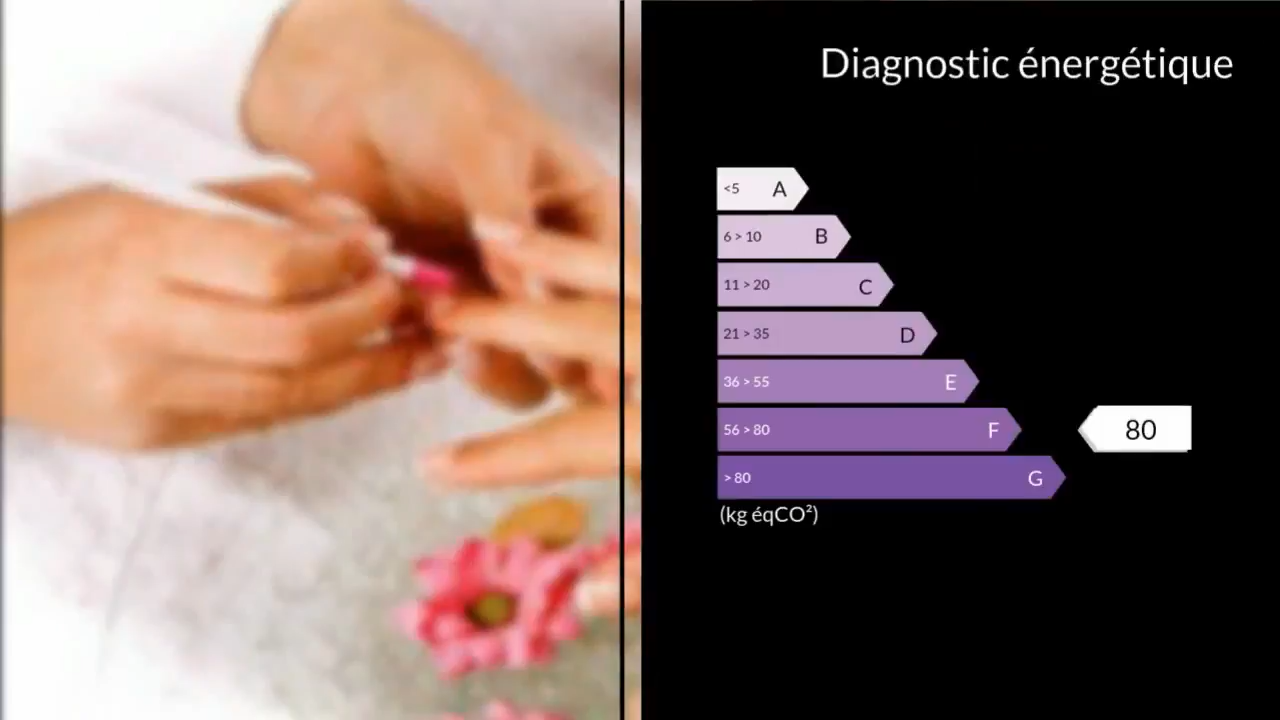 Diagnostic énergétique
<5 A
6 > 10 B
11 > 20 C
21 > 35 D
36 > 55 E
56 > 80 F 80
> 80 G
(kg éqCO²)